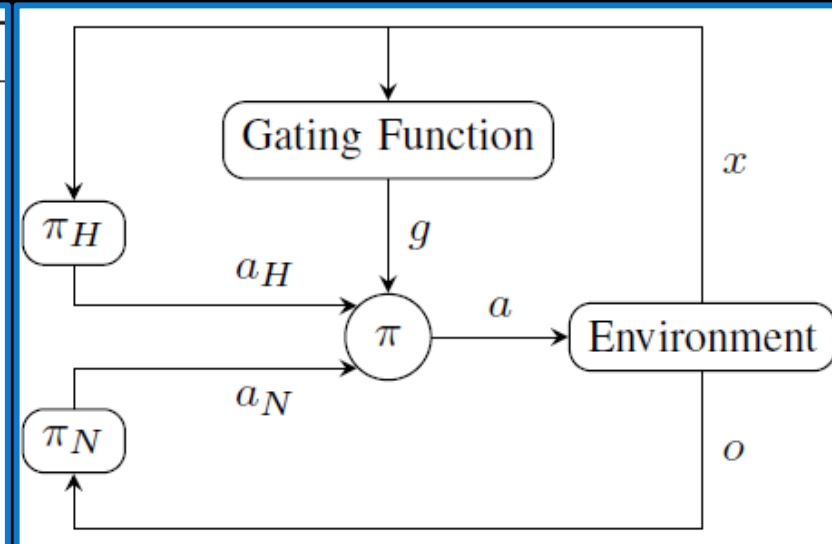 Gating Function
x
π_H
g
a_H
a
π
Environment
a_N
π_N
o